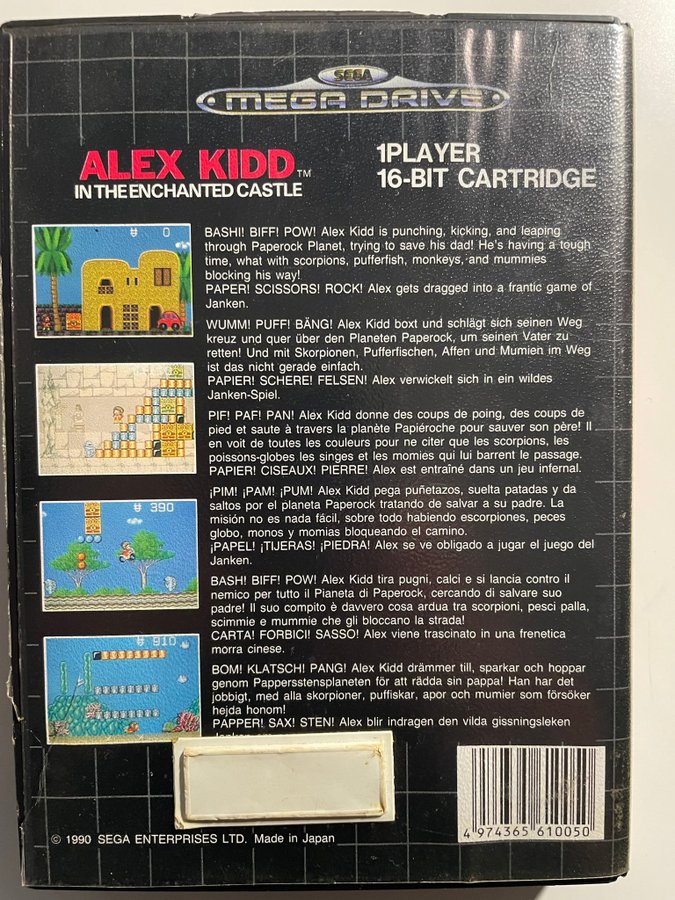 SEGA
MEGA DRIVE
ALEX KIDD TM
IN THE ENCHANTED CASTLE
1PLAYER
16-BIT CARTRIDGE
0
BASHI! BIFF! POW! Alex Kidd is punching, kicking, and leaping
through Paperock Planet, trying to save his dad! He's having a tough
time, what with scorpions, pufferfish, monkeys, and mummies
blocking his way!
PAPER! SCISSORS! ROCK! Alex gets dragged into a frantic game of
Janken.
WUMM! PUFF! BÄNG! Alex Kidd boxt und schlägt sich seinen Weg
kreuz und quer über den Planeten Paperock, um seinen Vater zu
retten! Und mit Skorpionen, Pufferfischen, Affen und Mumien im Weg
ist das nicht gerade einfach.
PAPIER! SCHERE! FELSEN! Alex verwickelt sich in ein wildes
Janken-Spiel.
PIF! PAF! PAN! Alex Kidd donne des coups de poing, des coups de
pied et saute à travers la planète Papiéroche pour sauver son père! Il
en voit de toutes les couleurs pour ne citer que les scorpions, les
poissons-globes les singes et les momies qui lui barrent le passage.
PAPIER! CISEAUX! PIERRE! Alex est entraîné dans un jeu infernal.
390
¡PIM! ¡PAM! ¡PUM! Alex Kidd pega puñetazos, suelta patadas y da
saltos por el planeta Paperock tratando de salvar a su padre. La
misión no es nada fácil, sobre todo habiendo escorpiones, peces
globo, monos y momias bloqueando el camino.
¡PAPEL! ¡TIJERAS! ¡PIEDRA! Alex se ve obligado a jugar el juego del
Janken.
BASH! BIFF! POW! Alex Kidd tira pugni, calci e si lancia contro il
nemico per tutto il Pianeta di Paperock, cercando di salvare suo
padre! Il suo compito è davvero cosa ardua tra scorpioni, pesci palla,
scimmie e mummie che gli bloccano la strada!
CARTA! FORBICI! SASSO! Alex viene trascinato in una frenetica
morra cinese.
910
BOM! KLATSCH! PANG! Alex Kidd drämmer till, sparkar och hoppar
genom Pappersstensplaneten för att rädda sin pappa! Han har det
jobbigt, med alla skorpioner, puffiskar, apor och mumier som försöker
hejda honom!
PAPPER! SAX! STEN! Alex blir indragen den vilda gissningsleken
4 974365 610050
© 1990 SEGA ENTERPRISES LTD. Made in Japan